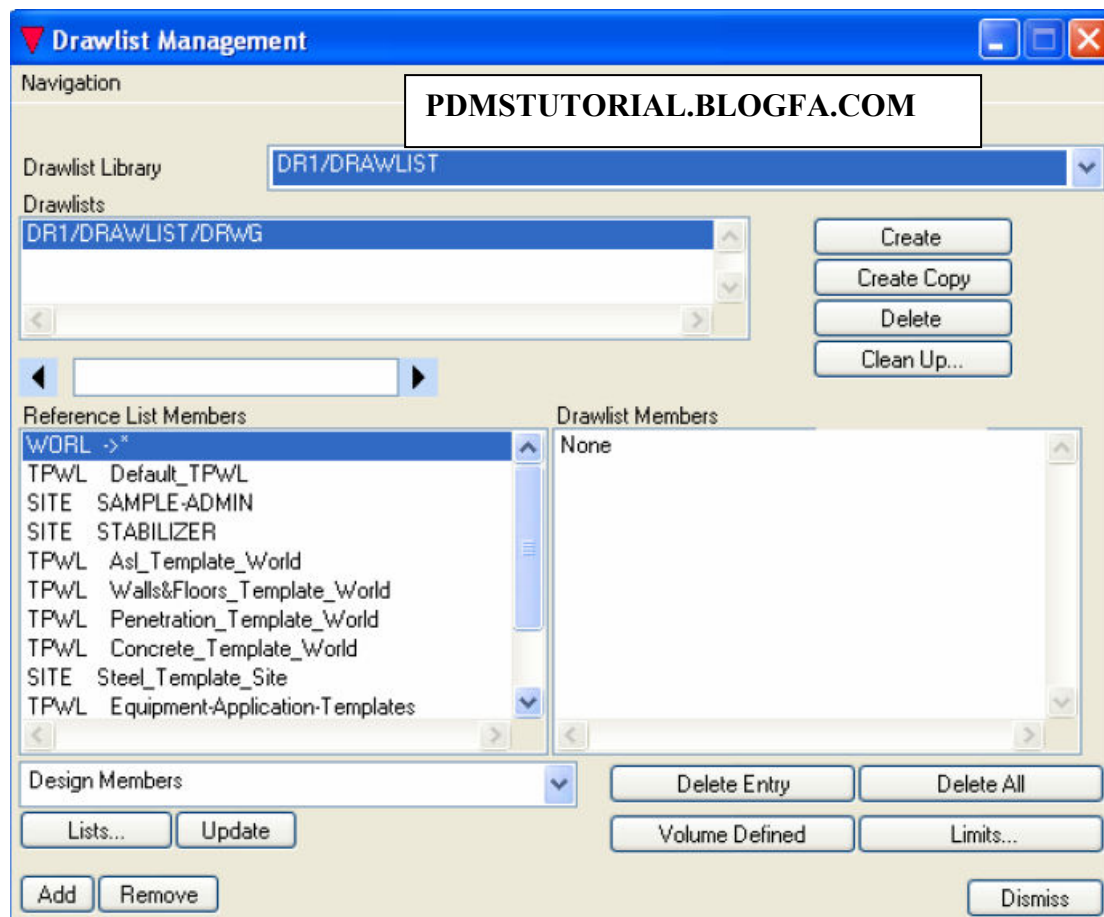 Drawlist Management
Navigation
PDMSTUTORIAL.BLOGFA.COM
Drawlist Library
DR1/DRAWLIST
Drawlists
DR1/DRAWLIST/DRWG
Create
Create Copy
Delete
Clean Up...
Reference List Members
WORL ->*
TPWL Default_TPWL
SITE SAMPLE-ADMIN
SITE STABILIZER
TPWL Asl_Template_World
TPWL Walls&Floors_Template_World
TPWL Penetration_Template_World
TPWL Concrete_Template_World
SITE Steel_Template_Site
TPWL Equipment-Application-Templates
Drawlist Members
None
Design Members
Lists... Update
Add Remove
Delete Entry Delete All
Volume Defined Limits...
Dismiss